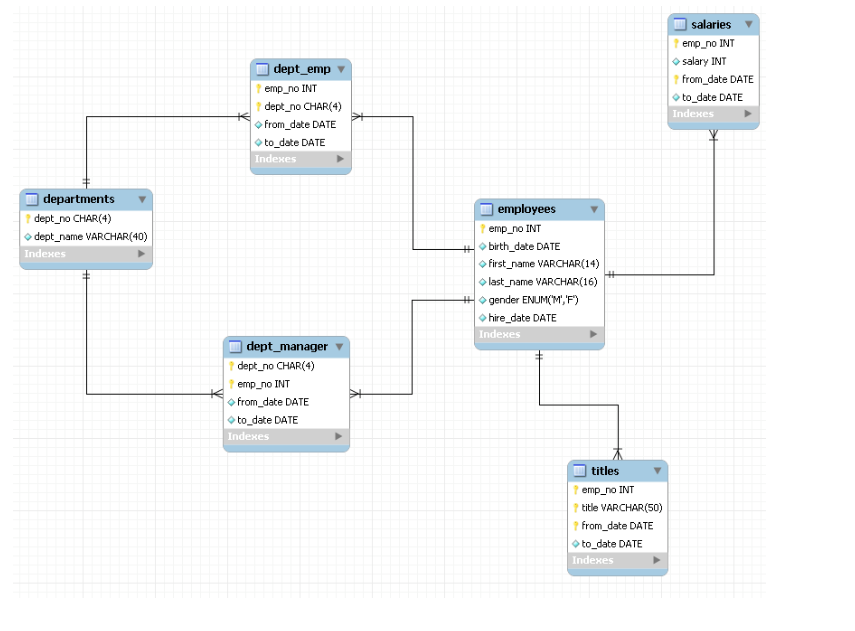 salaries
emp_no INT
salary INT
from_date DATE
to_date DATE
Indexes
dept_emp
emp_no INT
dept_no CHAR(4)
from_date DATE
to_date DATE
Indexes
departments
dept_no CHAR(4)
dept_name VARCHAR(40)
Indexes
employees
emp_no INT
birth_date DATE
first_name VARCHAR(14)
last_name VARCHAR(16)
gender ENUM('M','F')
hire_date DATE
Indexes
dept_manager
dept_no CHAR(4)
emp_no INT
from_date DATE
to_date DATE
Indexes
titles
emp_no INT
title VARCHAR(50)
from_date DATE
to_date DATE
Indexes